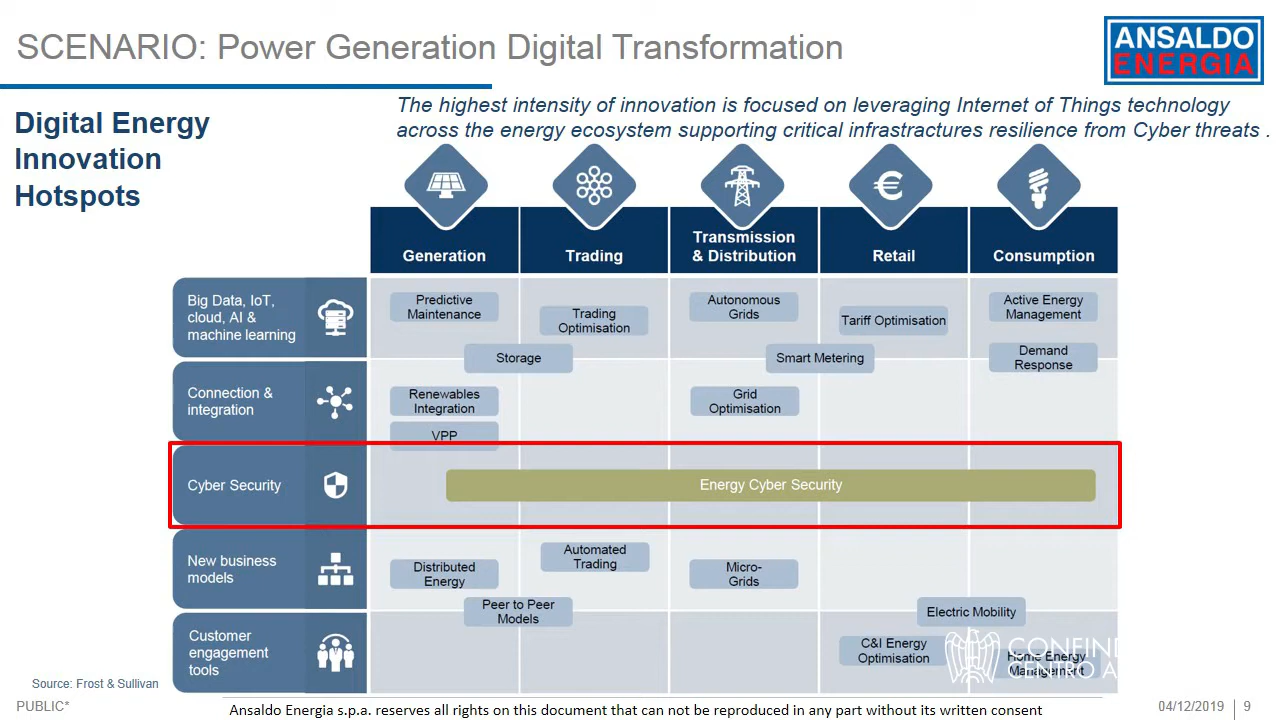 SCENARIO: Power Generation Digital Transformation
ANSALDO
ENERGIA
Digital Energy
Innovation
Hotspots
The highest intensity of innovation is focused on leveraging Internet of Things technology
across the energy ecosystem supporting critical infrastractures resilience from Cyber threats .
Generation
Trading
Transmission
& Distribution
Retail
Consumption
Big Data, IoT,
cloud, AI &
machine learning
Predictive
Maintenance
Trading
Optimisation
Autonomous
Grids
Tariff Optimisation
Active Energy
Management
Storage
Smart Metering
Demand
Response
Connection &
integration
Renewables
Integration
Grid
Optimisation
VPP
Cyber Security
Energy Cyber Security
New business
models
Distributed
Energy
Automated
Trading
Micro-
Grids
Peer to Peer
Models
Electric Mobility
Customer
engagement
tools
C&I Energy
Optimisation
Home Energy
Management
CONFINE
CENTRO A
Source: Frost & Sullivan
PUBLIC*
Ansaldo Energia s.p.a. reserves all rights on this document that can not be reproduced in any part without its written consent
04/12/2019 | 9